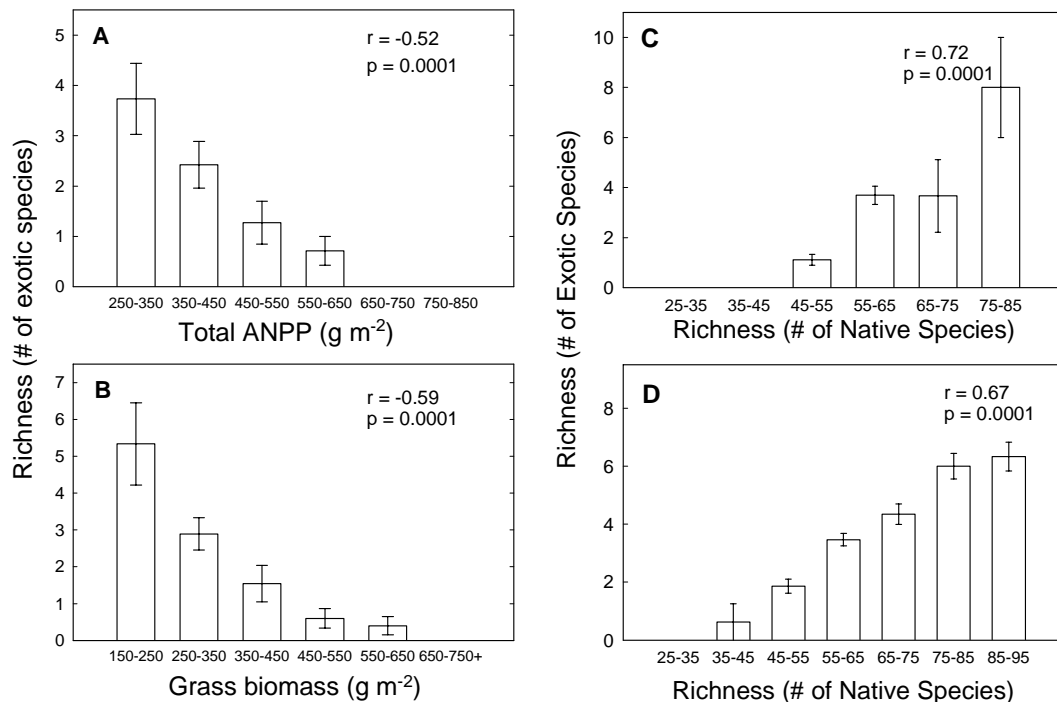 A
r = -0.52
p = 0.0001
5
4
3
2
1
0
250-350 350-450 450-550 550-650 650-750 750-850
Total ANPP (g m-2)
Richness (# of exotic species)
B
r = -0.59
p = 0.0001
7
6
5
4
3
2
1
0
150-250 250-350 350-450 450-550 550-650 650-750+
Grass biomass (g m-2)
C
r = 0.72
p = 0.0001
10
8
6
4
2
0
25-35 35-45 45-55 55-65 65-75 75-85
Richness (# of Native Species)
Richness (# of Exotic Species)
D
r = 0.67
p = 0.0001
8
6
4
2
0
25-35 35-45 45-55 55-65 65-75 75-85 85-95
Richness (# of Native Species)